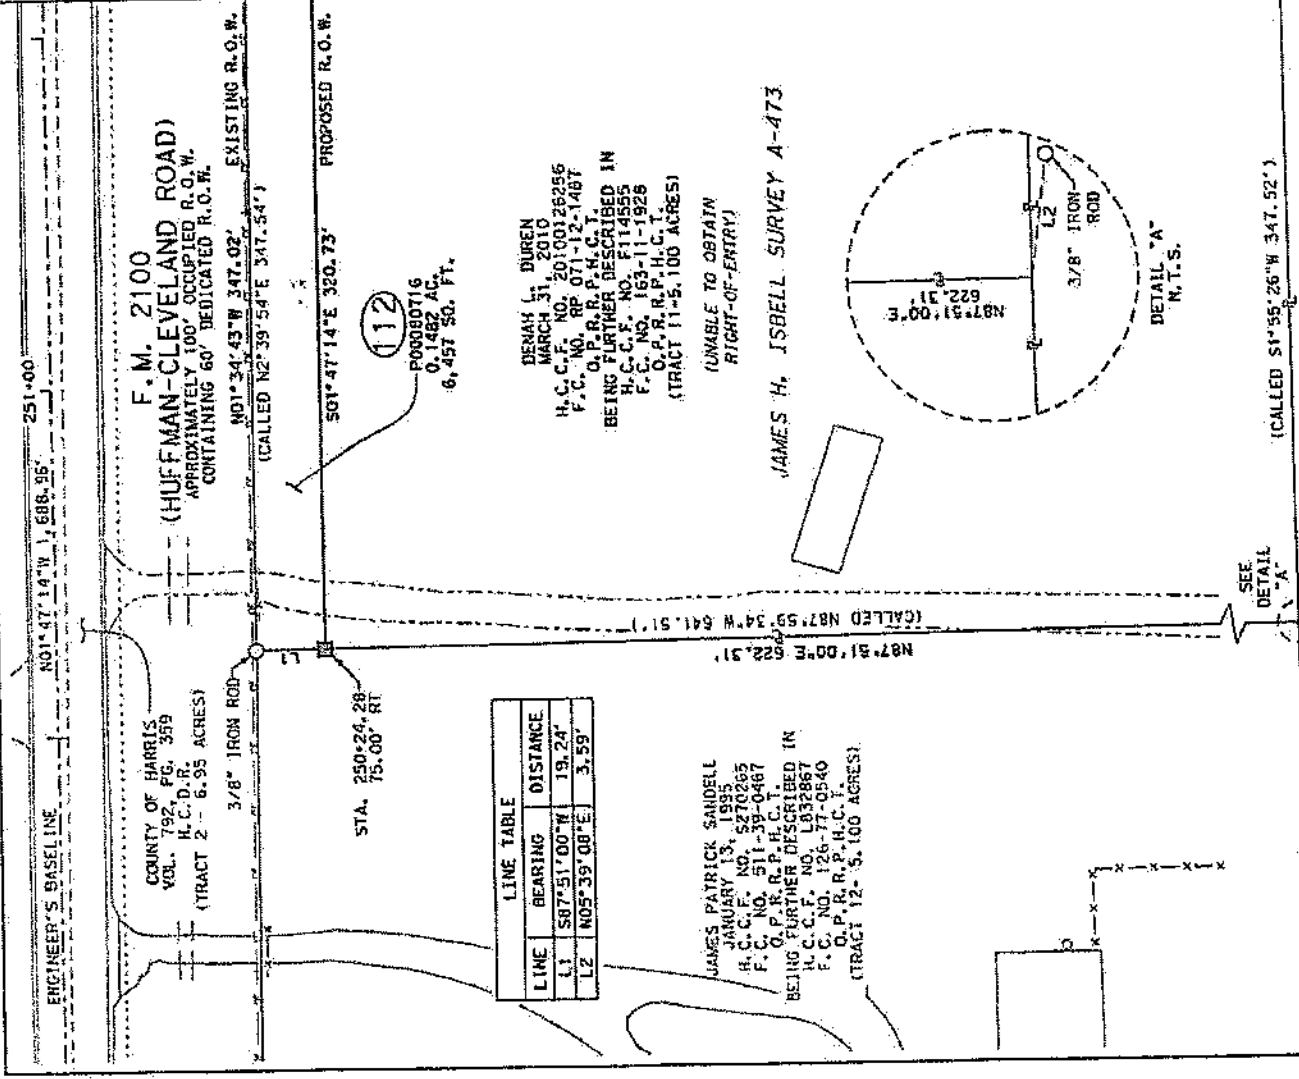 ENGINEER'S BASELINE
N01°47'14"W 1,688.96'
251+00
F.M. 2100
(HUFFMAN-CLEVELAND ROAD)
APPROXIMATELY 100' OCCUPIED R.O.W.
CONTAINING 60' DEDICATED R.O.W.
COUNTY OF HARRIS
VOL. 792, PG. 359
H.C.D.R.
(TRACT 2 - 6.95 ACRES)
N01°34'43"W 347.02'
EXISTING R.O.W.
(CALLED N2°39'54"E 347.54')
3/8" IRON ROD
L1
S01°47'14"E 320.73'
PROPOSED R.O.W.
STA. 250+24.28
75.00' RT
112
P00080716
0.1482 AC.
6,457 SQ. FT.
LINE TABLE
LINE BEARING DISTANCE
L1 S87°51'00"W 19.24'
L2 N05°39'08"E 3.59'
DENAH L. DUREN
MARCH 31, 2010
H.C.C.F. NO. 20100126256
F.C. NO. RP 071-12-1487
O.P.R.R.P.H.C.T.
BEING FURTHER DESCRIBED IN
H.C.C.F. NO. F114555
F.C. NO. 163-11-1928
O.P.R.R.P.H.C.T.
(TRACT 11-5.100 ACRES)
(UNABLE TO OBTAIN
RIGHT-OF-ENTRY)
JAMES H. ISBELL SURVEY A-473
JAMES PATRICK SANDELL
JANUARY 13, 1995
H.C.C.F. NO. S270265
F.C. NO. 511-39-0467
O.P.R.R.P.H.C.T.
BEING FURTHER DESCRIBED IN
H.C.C.F. NO. L832867
F.C. NO. 126-77-0540
O.P.R.R.P.H.C.T.
(TRACT 12-5.100 ACRES)
(CALLED N87°59'34"W 641.51')
N87°51'00"E 622.31'
N87°51'00"E
622.31'
L2
3/8" IRON
ROD
DETAIL "A"
N.T.S.
SEE
DETAIL
"A"
(CALLED S1°55'26"W 347.52')